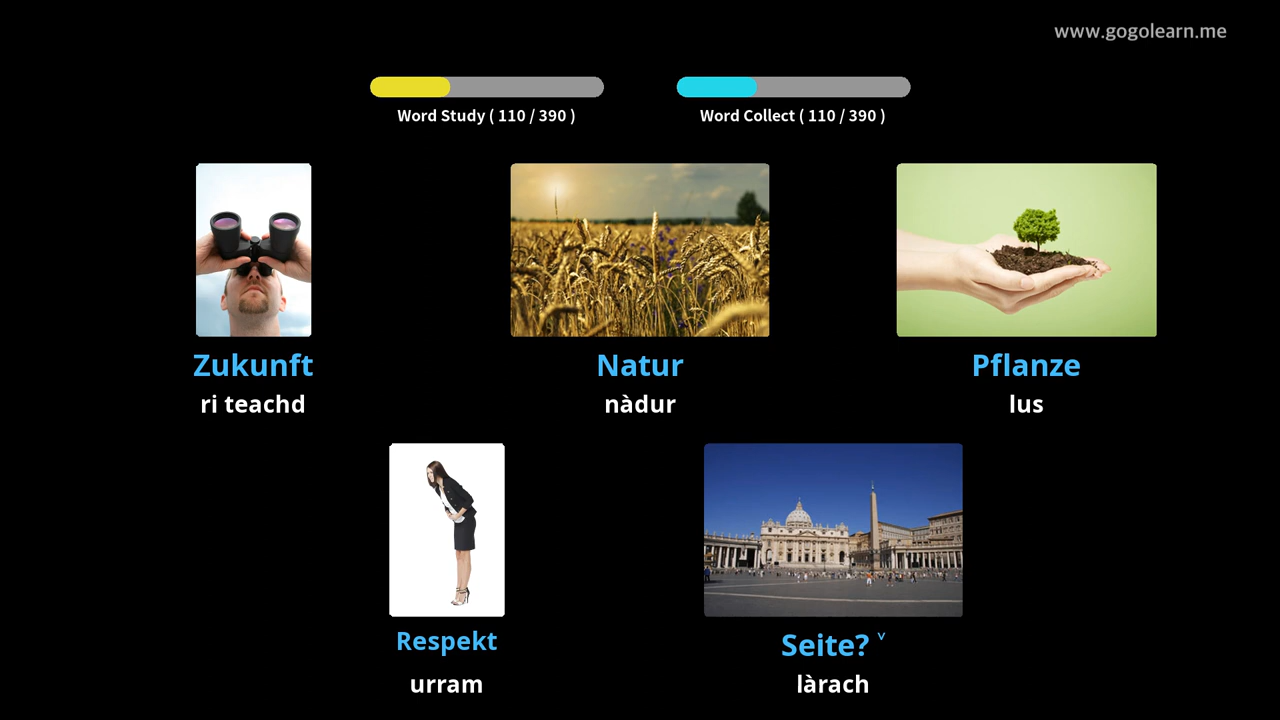 www.gogolearn.me
Word Study ( 110 / 390 )
Word Collect ( 110 / 390 )
Zukunft
ri teachd
Natur
nàdur
Pflanze
lus
Respekt
urram
Seite? ᵛ
làrach